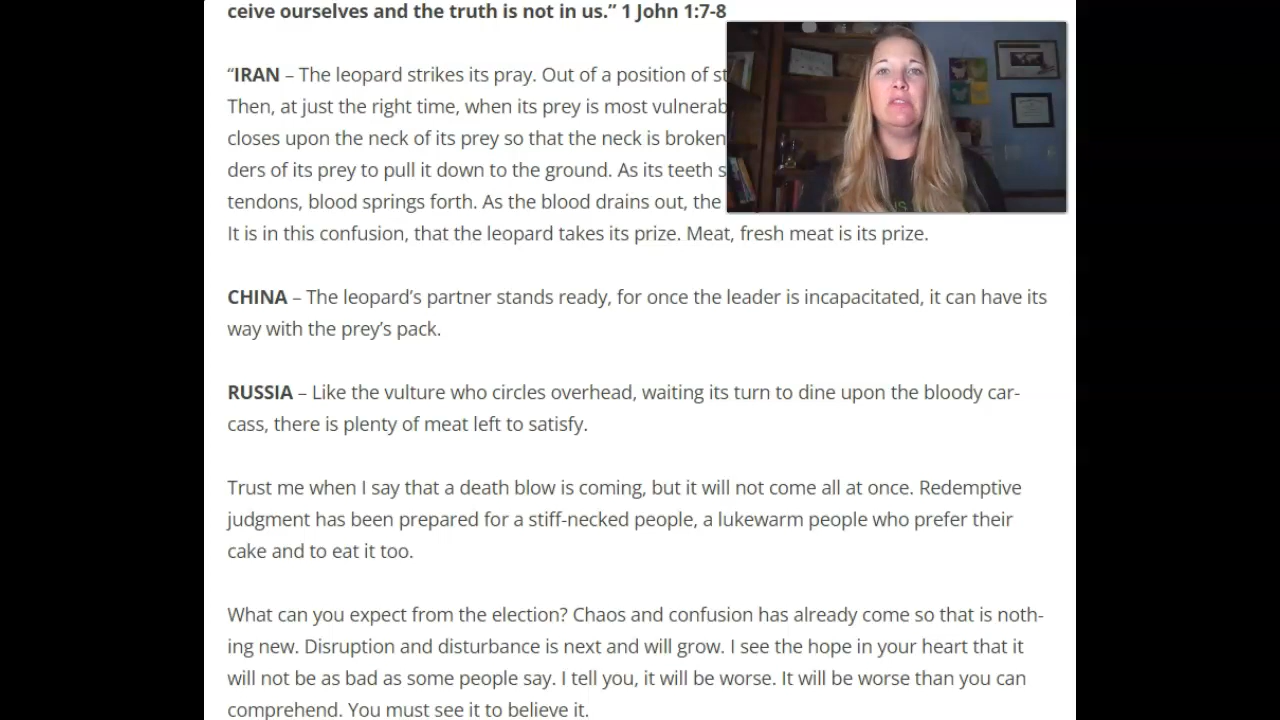 ceive ourselves and the truth is not in us.” 1 John 1:7-8
“IRAN – The leopard strikes its pray. Out of a position of
Then, at just the right time, when its prey is most
closes upon the neck of its prey so that the neck is broken
ders of its prey to pull it down to the ground. As its teeth
tendons, blood springs forth. As the blood drains out, the
It is in this confusion, that the leopard takes its prize. Meat, fresh meat is its prize.
CHINA – The leopard’s partner stands ready, for once the leader is incapacitated, it can have its
way with the prey’s pack.
RUSSIA – Like the vulture who circles overhead, waiting its turn to dine upon the bloody car-
cass, there is plenty of meat left to satisfy.
Trust me when I say that a death blow is coming, but it will not come all at once. Redemptive
judgment has been prepared for a stiff-necked people, a lukewarm people who prefer their
cake and to eat it too.
What can you expect from the election? Chaos and confusion has already come so that is noth-
ing new. Disruption and disturbance is next and will grow. I see the hope in your heart that it
will not be as bad as some people say. I tell you, it will be worse. It will be worse than you can
comprehend. You must see it to believe it.